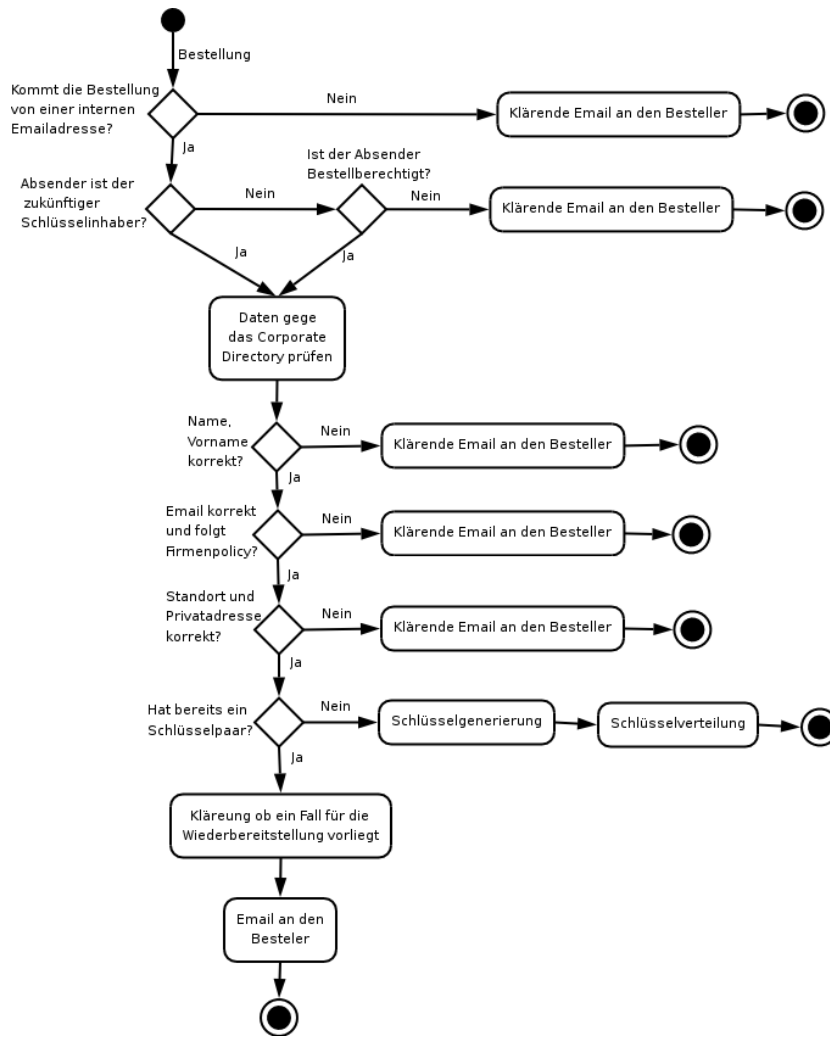 Bestellung
Kommt die Bestellung
von einer internen
Emailadresse?
Nein
Klärende Email an den Besteller
Ja
Absender ist der
zukünftiger
Schlüsselinhaber?
Nein
Ist der Absender
Bestellberechtigt?
Nein
Klärende Email an den Besteller
Ja
Ja
Daten gege
das Corporate
Directory prüfen
Name,
Vorname
korrekt?
Nein
Klärende Email an den Besteller
Ja
Email korrekt
und folgt
Firmenpolicy?
Nein
Klärende Email an den Besteller
Ja
Standort und
Privatadresse
korrekt?
Nein
Klärende Email an den Besteller
Ja
Hat bereits ein
Schlüsselpaar?
Nein
Schlüsselgenerierung
Schlüsselverteilung
Ja
Kläreung ob ein Fall für die
Wiederbereitstellung vorliegt
Email an den
Besteler